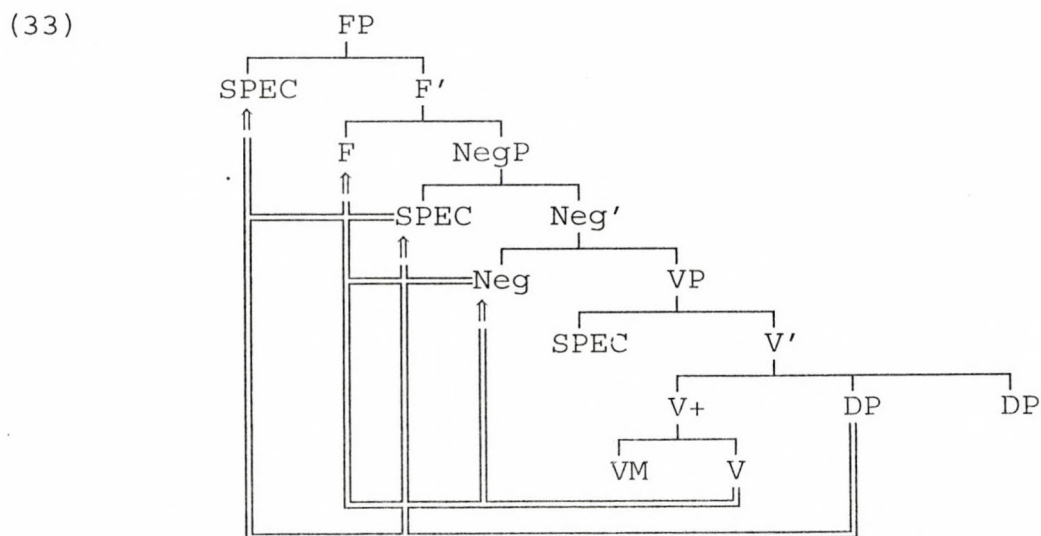 (33) FP
SPEC F'
F NegP
SPEC Neg'
Neg VP
SPEC V'
V+ DP DP
VM V